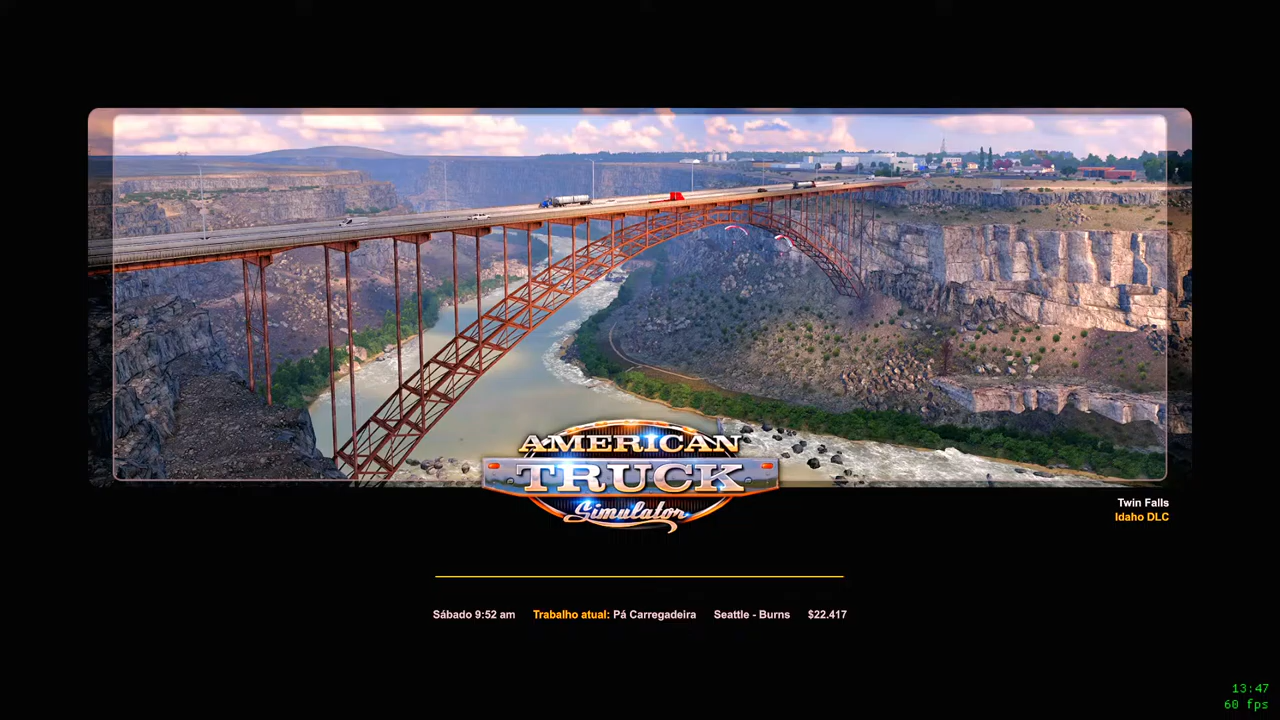 AMERICAN
TRUCK
Simulator
Twin Falls
Idaho DLC
Sábado 9:52 am Trabalho atual: Pá Carregadeira Seattle - Burns $22.417
13:47
60 fps